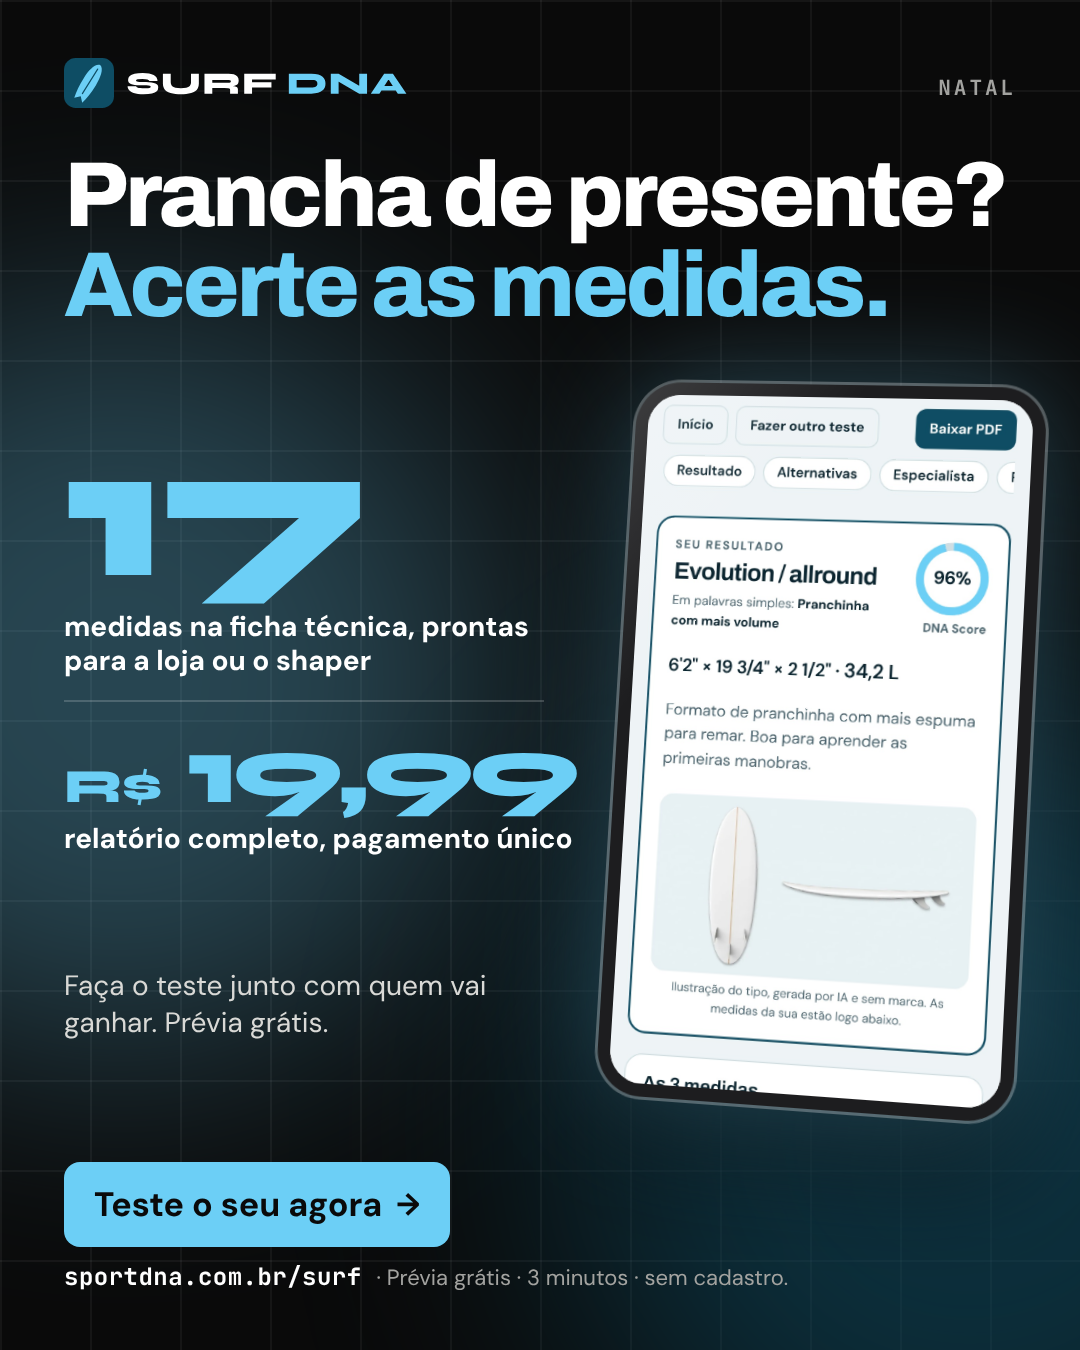 SURF DNA
NATAL
Prancha de presente?
Acerte as medidas.
17
medidas na ficha técnica, prontas
para a loja ou o shaper
R$ 19,99
relatório completo, pagamento único
Faça o teste junto com quem vai
ganhar. Prévia grátis.
Início
Fazer outro teste
Baixar PDF
Resultado
Alternativas
Especialista
SEU RESULTADO
Evolution / allround
96%
DNA Score
Em palavras simples: Pranchinha
com mais volume
6'2" × 19 3/4" × 2 1/2" · 34,2 L
Formato de pranchinha com mais espuma
para remar. Boa para aprender as
primeiras manobras.
Ilustração do tipo, gerada por IA e sem marca. As
medidas da sua estão logo abaixo.
As 3 medidas
Teste o seu agora →
sportdna.com.br/surf · Prévia grátis · 3 minutos · sem cadastro.